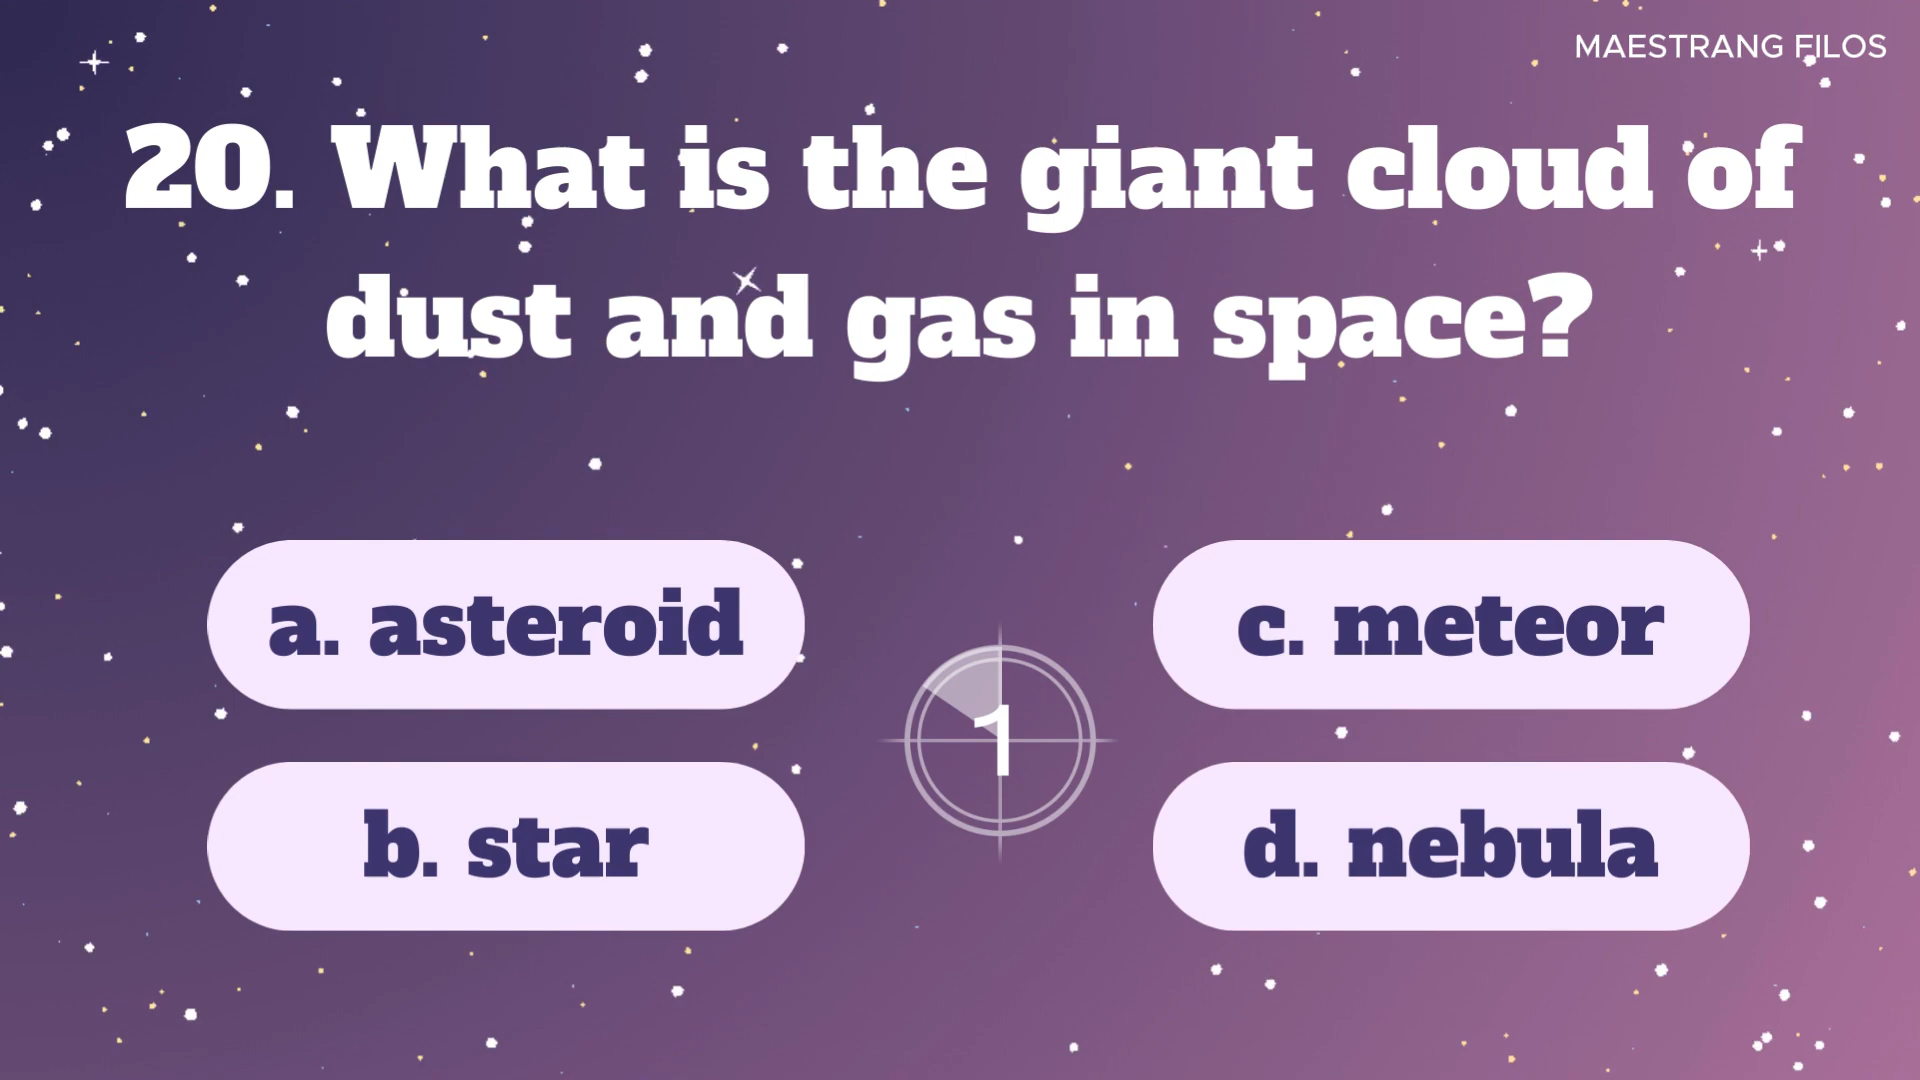 MAESTRANG FILOS
20. What is the giant cloud of
dust and gas in space?
a. asteroid
b. star
1
c. meteor
d. nebula